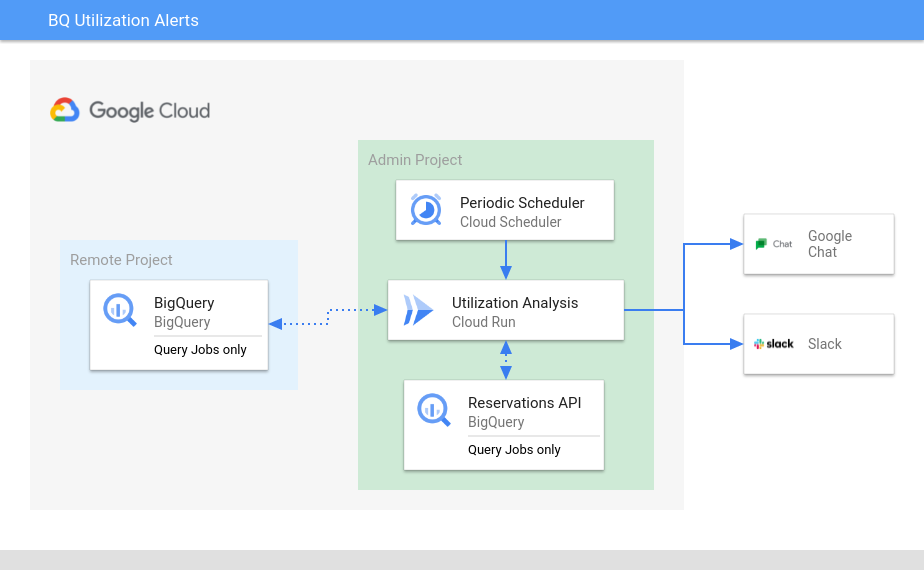 BQ Utilization Alerts
Google Cloud
Admin Project
Periodic Scheduler
Cloud Scheduler
Remote Project
BigQuery
BigQuery
Query Jobs only
Utilization Analysis
Cloud Run
Reservations API
BigQuery
Query Jobs only
Chat
Google
Chat
slack
Slack